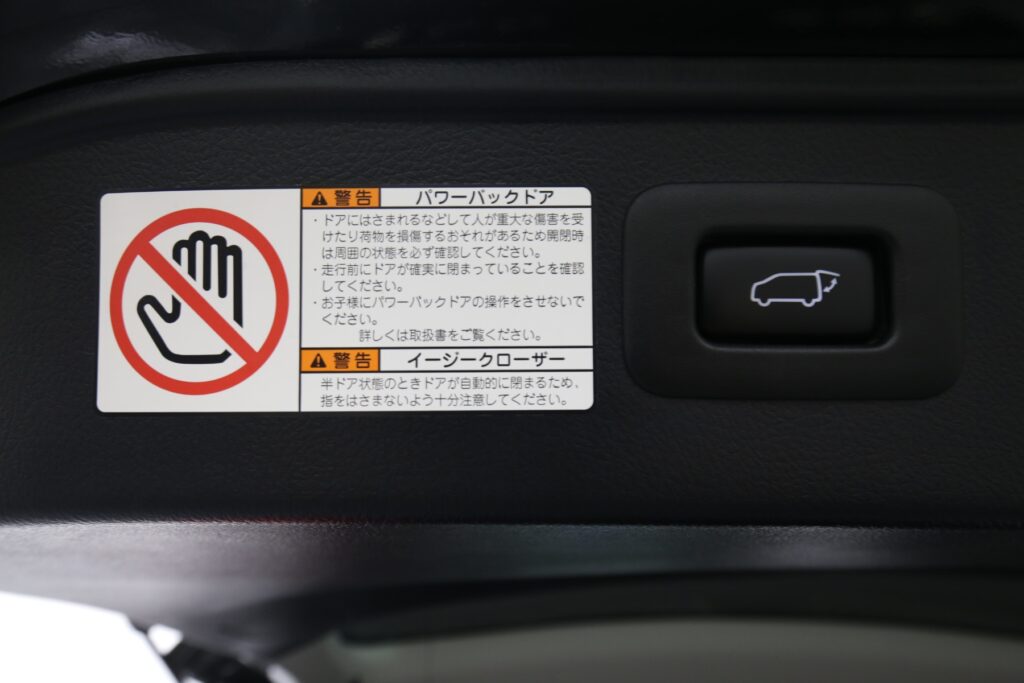 ⚠警告 パワーバックドア
・ドアにはさまれるなどして人が重大な傷害を受
けたり荷物を損傷するおそれがあるため開閉時
は周囲の状態を必ず確認してください。
・走行前にドアが確実に閉まっていることを確認
してください。
・お子様にパワーバックドアの操作をさせないで
ください。
詳しくは取扱書をご覧ください。
⚠警告 イージークローザー
半ドア状態のときドアが自動的に閉まるため、
指をはさまないよう十分注意してください。